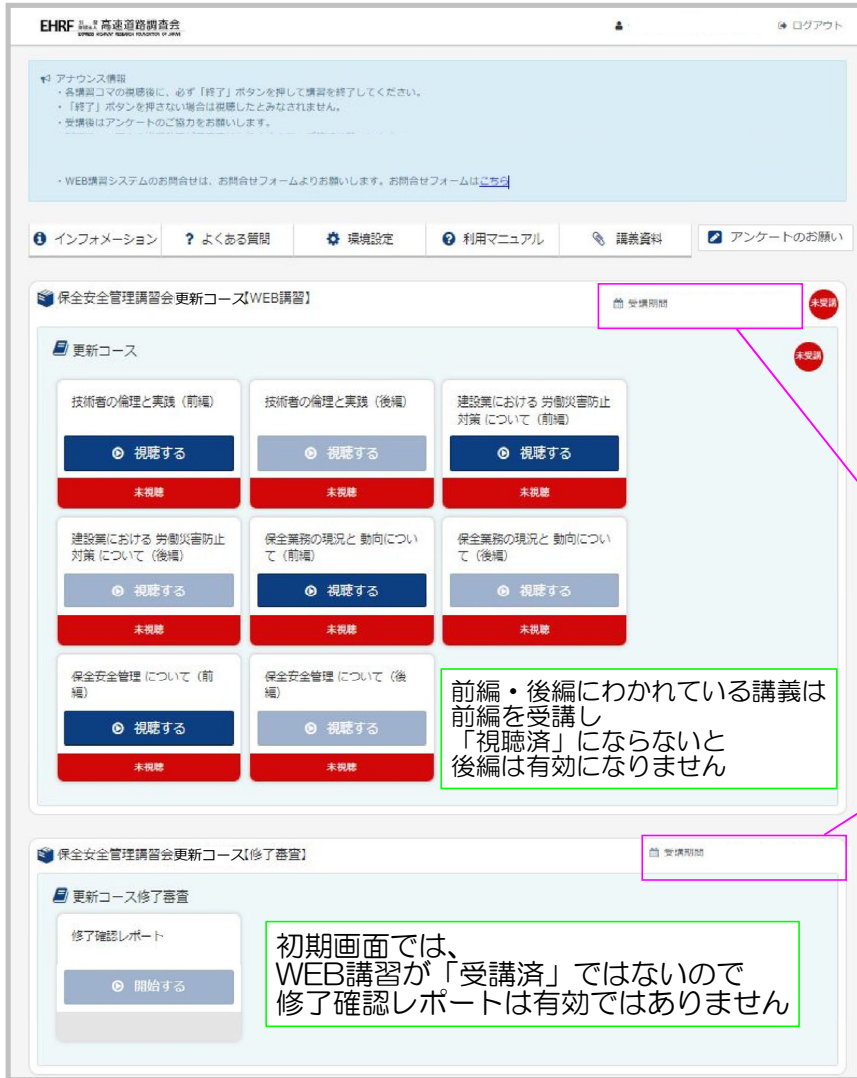 EHRF 高速道路調査会
EXPRESS HIGHWAY RESEARCH FOUNDATION OF JAPAN
ログアウト
アナウンス情報
・各講習コマの視聴後に、必ず「終了」ボタンを押して講習を終了してください。
・「終了」ボタンを押さない場合は視聴したとみなされません。
・受講後はアンケートのご協力をお願いします。
・WEB講習システムのお問合せは、お問合せフォームよりお願いします。お問合せフォームはこちら
インフォメーション
よくある質問
環境設定
利用マニュアル
講義資料
アンケートのお願い
保全安全管理講習会更新コース【WEB講習】
受講期間
未受講
更新コース
未受講
技術者の倫理と実践（前編）
視聴する
未視聴
技術者の倫理と実践（後編）
視聴する
未視聴
建設業における 労働災害防止
対策 について（前編）
視聴する
未視聴
建設業における 労働災害防止
対策 について（後編）
視聴する
未視聴
保全業務の現況と 動向につい
て（前編）
視聴する
未視聴
保全業務の現況と 動向につい
て（後編）
視聴する
未視聴
保全安全管理 について（前
編）
視聴する
未視聴
保全安全管理 について（後
編）
視聴する
未視聴
前編・後編にわかれている講義は
前編を受講し
「視聴済」にならないと
後編は有効になりません
保全安全管理講習会更新コース【修了審査】
受講期間
更新コース修了審査
修了確認レポート
開始する
初期画面では、
WEB講習が「受講済」ではないので
修了確認レポートは有効ではありません